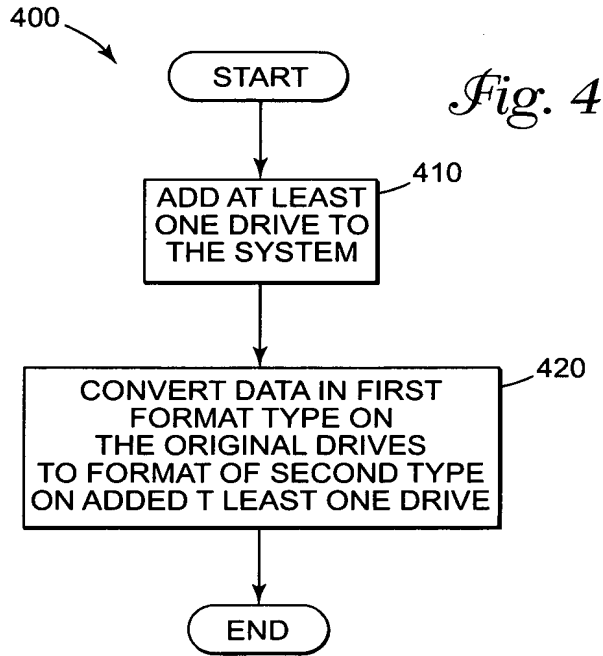 400
START
Fig. 4
410
ADD AT LEAST
ONE DRIVE TO
THE SYSTEM
420
CONVERT DATA IN FIRST
FORMAT TYPE ON
THE ORIGINAL DRIVES
TO FORMAT OF SECOND TYPE
ON ADDED T LEAST ONE DRIVE
END